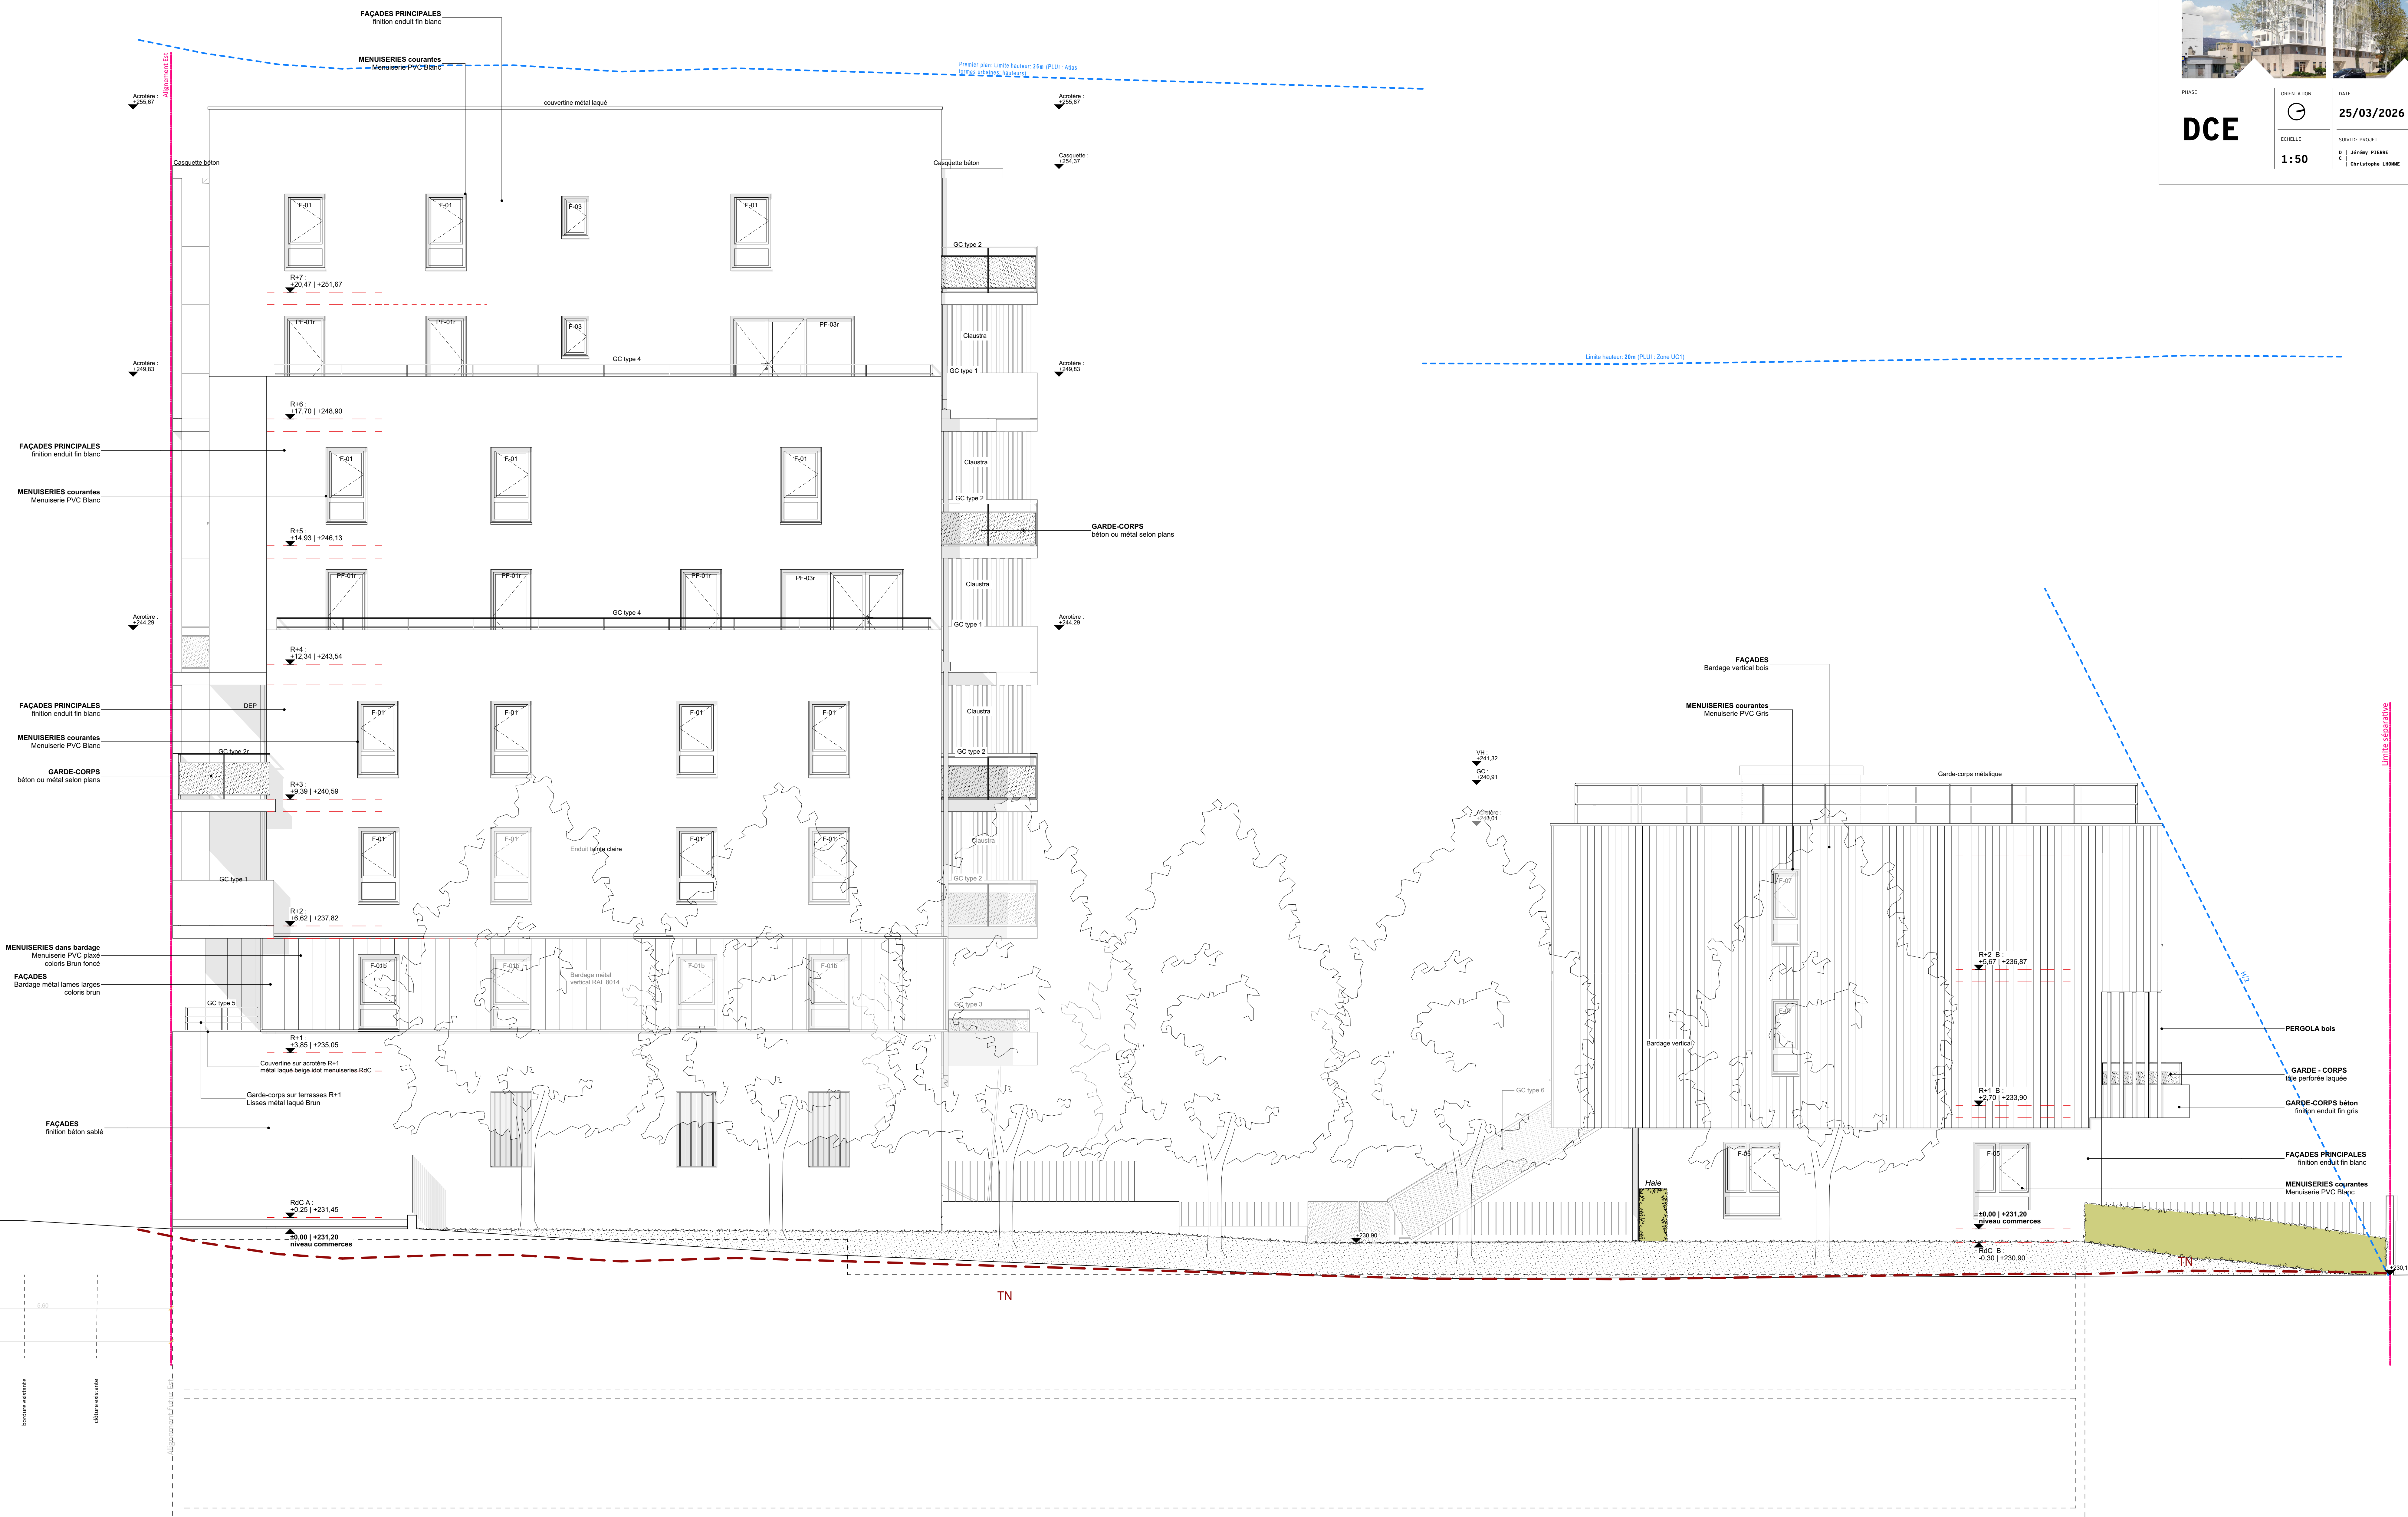 FAÇADES PRINCIPALES
finition enduit fin blanc
MENUISERIES courantes
Menuiserie PVC Blanc
Alignement Est
Premier plan: Limite hauteur: 26m (PLUI : Atlas
formes urbaines, hauteurs)
PHASE
DCE
ORIENTATION
ECHELLE
1:50
DATE
25/03/2026
SUIVI DE PROJET
D | Jérémy PIERRE
C |
| Christophe LHOMME
Acrotère :
+255,67
couvertine métal laqué
Acrotère :
+255,67
Casquette béton
Casquette béton
Casquette :
+254,37
F-01
F-01
F-03
F-01
GC type 2
R+7 :
+20,47 | +251,67
PF-01r
PF-01r
F-03
PF-03r
Claustra
GC type 4
Acrotère :
+249,83
GC type 1
Acrotère :
+249,83
Limite hauteur: 20m (PLUI : Zone UC1)
R+6 :
+17,70 | +248,90
FAÇADES PRINCIPALES
finition enduit fin blanc
F-01
F-01
F-01
Claustra
MENUISERIES courantes
Menuiserie PVC Blanc
GC type 2
GARDE-CORPS
béton ou métal selon plans
R+5 :
+14,93 | +246,13
PF-01r
PF-01r
PF-01r
PF-03r
Claustra
GC type 4
Acrotère :
+244,29
GC type 1
Acrotère :
+244,29
R+4 :
+12,34 | +243,54
FAÇADES
Bardage vertical bois
FAÇADES PRINCIPALES
finition enduit fin blanc
DEP
F-01
F-01
F-01
F-01
Claustra
MENUISERIES courantes
Menuiserie PVC Gris
MENUISERIES courantes
Menuiserie PVC Blanc
Limite séparative
GC type 2r
GC type 2
VH :
+241,32
GC :
+240,91
GARDE-CORPS
béton ou métal selon plans
Garde-corps métalique
R+3 :
+9,39 | +240,59
Acrotère :
+240,01
F-01
F-01
F-01
F-01
Enduit teinte claire
Claustra
GC type 1
GC type 2
F-07
R+2 :
+6,62 | +237,82
MENUISERIES dans bardage
Menuiserie PVC plaxé
coloris Brun foncé
FAÇADES
Bardage métal lames larges
coloris brun
F-01b
F-01b
F-01b
F-01b
Bardage métal
vertical RAL 8014
R+2 B :
+5,67 | +236,87
H/2
GC type 5
GC type 3
F-07
PERGOLA bois
R+1 :
+3,85 | +235,05
Bardage vertical
Couvertine sur acrotère R+1
métal laqué beige idot menuiseries RdC
GARDE - CORPS
tôle perforée laquée
Garde-corps sur terrasses R+1
Lisses métal laqué Brun
GC type 6
R+1 B :
+2,70 | +233,90
GARDE-CORPS béton
finition enduit fin gris
FAÇADES
finition béton sablé
F-05
F-05
FAÇADES PRINCIPALES
finition enduit fin blanc
Haie
MENUISERIES courantes
Menuiserie PVC Blanc
RdC A :
+0,25 | +231,45
±0,00 | +231,20
niveau commerces
±0,00 | +231,20
niveau commerces
+230,90
RdC B :
-0,30 | +230,90
TN
TN
+230,1
5.60
bordure existante
clôture existante
Alignement futur Est